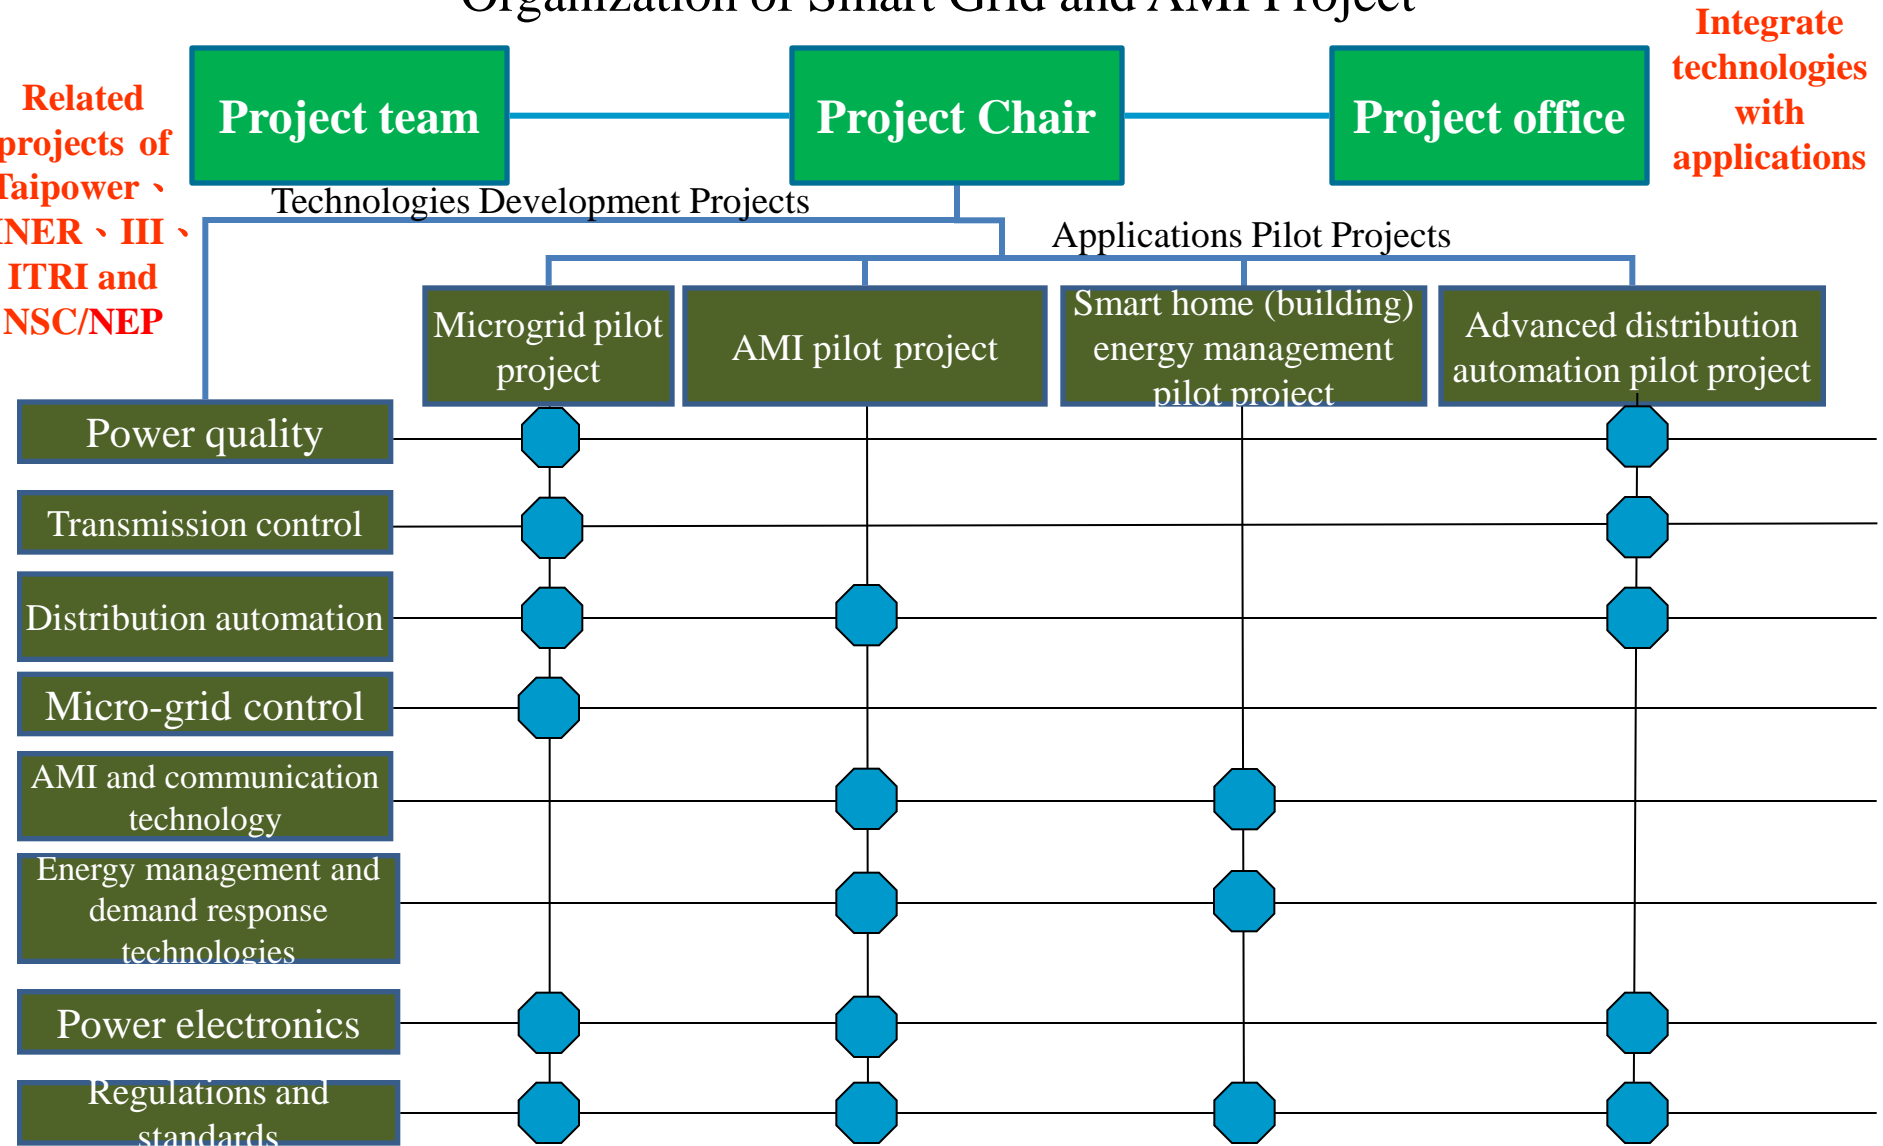 Organization of Smart Grid and AMI Project
Integrate
technologies
with
applications
Related
projects of
Taipower、
INER、III、
ITRI and
NSC/NEP
Project team
Project Chair
Project office
Technologies Development Projects
Applications Pilot Projects
Microgrid pilot
project
AMI pilot project
Smart home (building)
energy management
pilot project
Advanced distribution
automation pilot project
Power quality
Transmission control
Distribution automation
Micro-grid control
AMI and communication
technology
Energy management and
demand response
technologies
Power electronics
Regulations and
standards